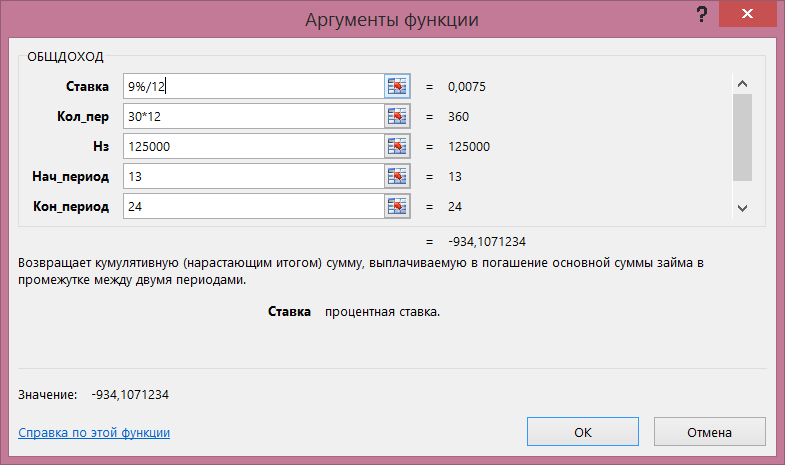 Аргументы функции
? ×
ОБЩДОХОД
Ставка 9%/12 = 0,0075
Кол_пер 30*12 = 360
Нз 125000 = 125000
Нач_период 13 = 13
Кон_период 24 = 24
= -934,1071234
Возвращает кумулятивную (нарастающим итогом) сумму, выплачиваемую в погашение основной суммы займа в
промежутке между двумя периодами.
Ставка процентная ставка.
Значение: -934,1071234
Справка по этой функции ОК Отмена